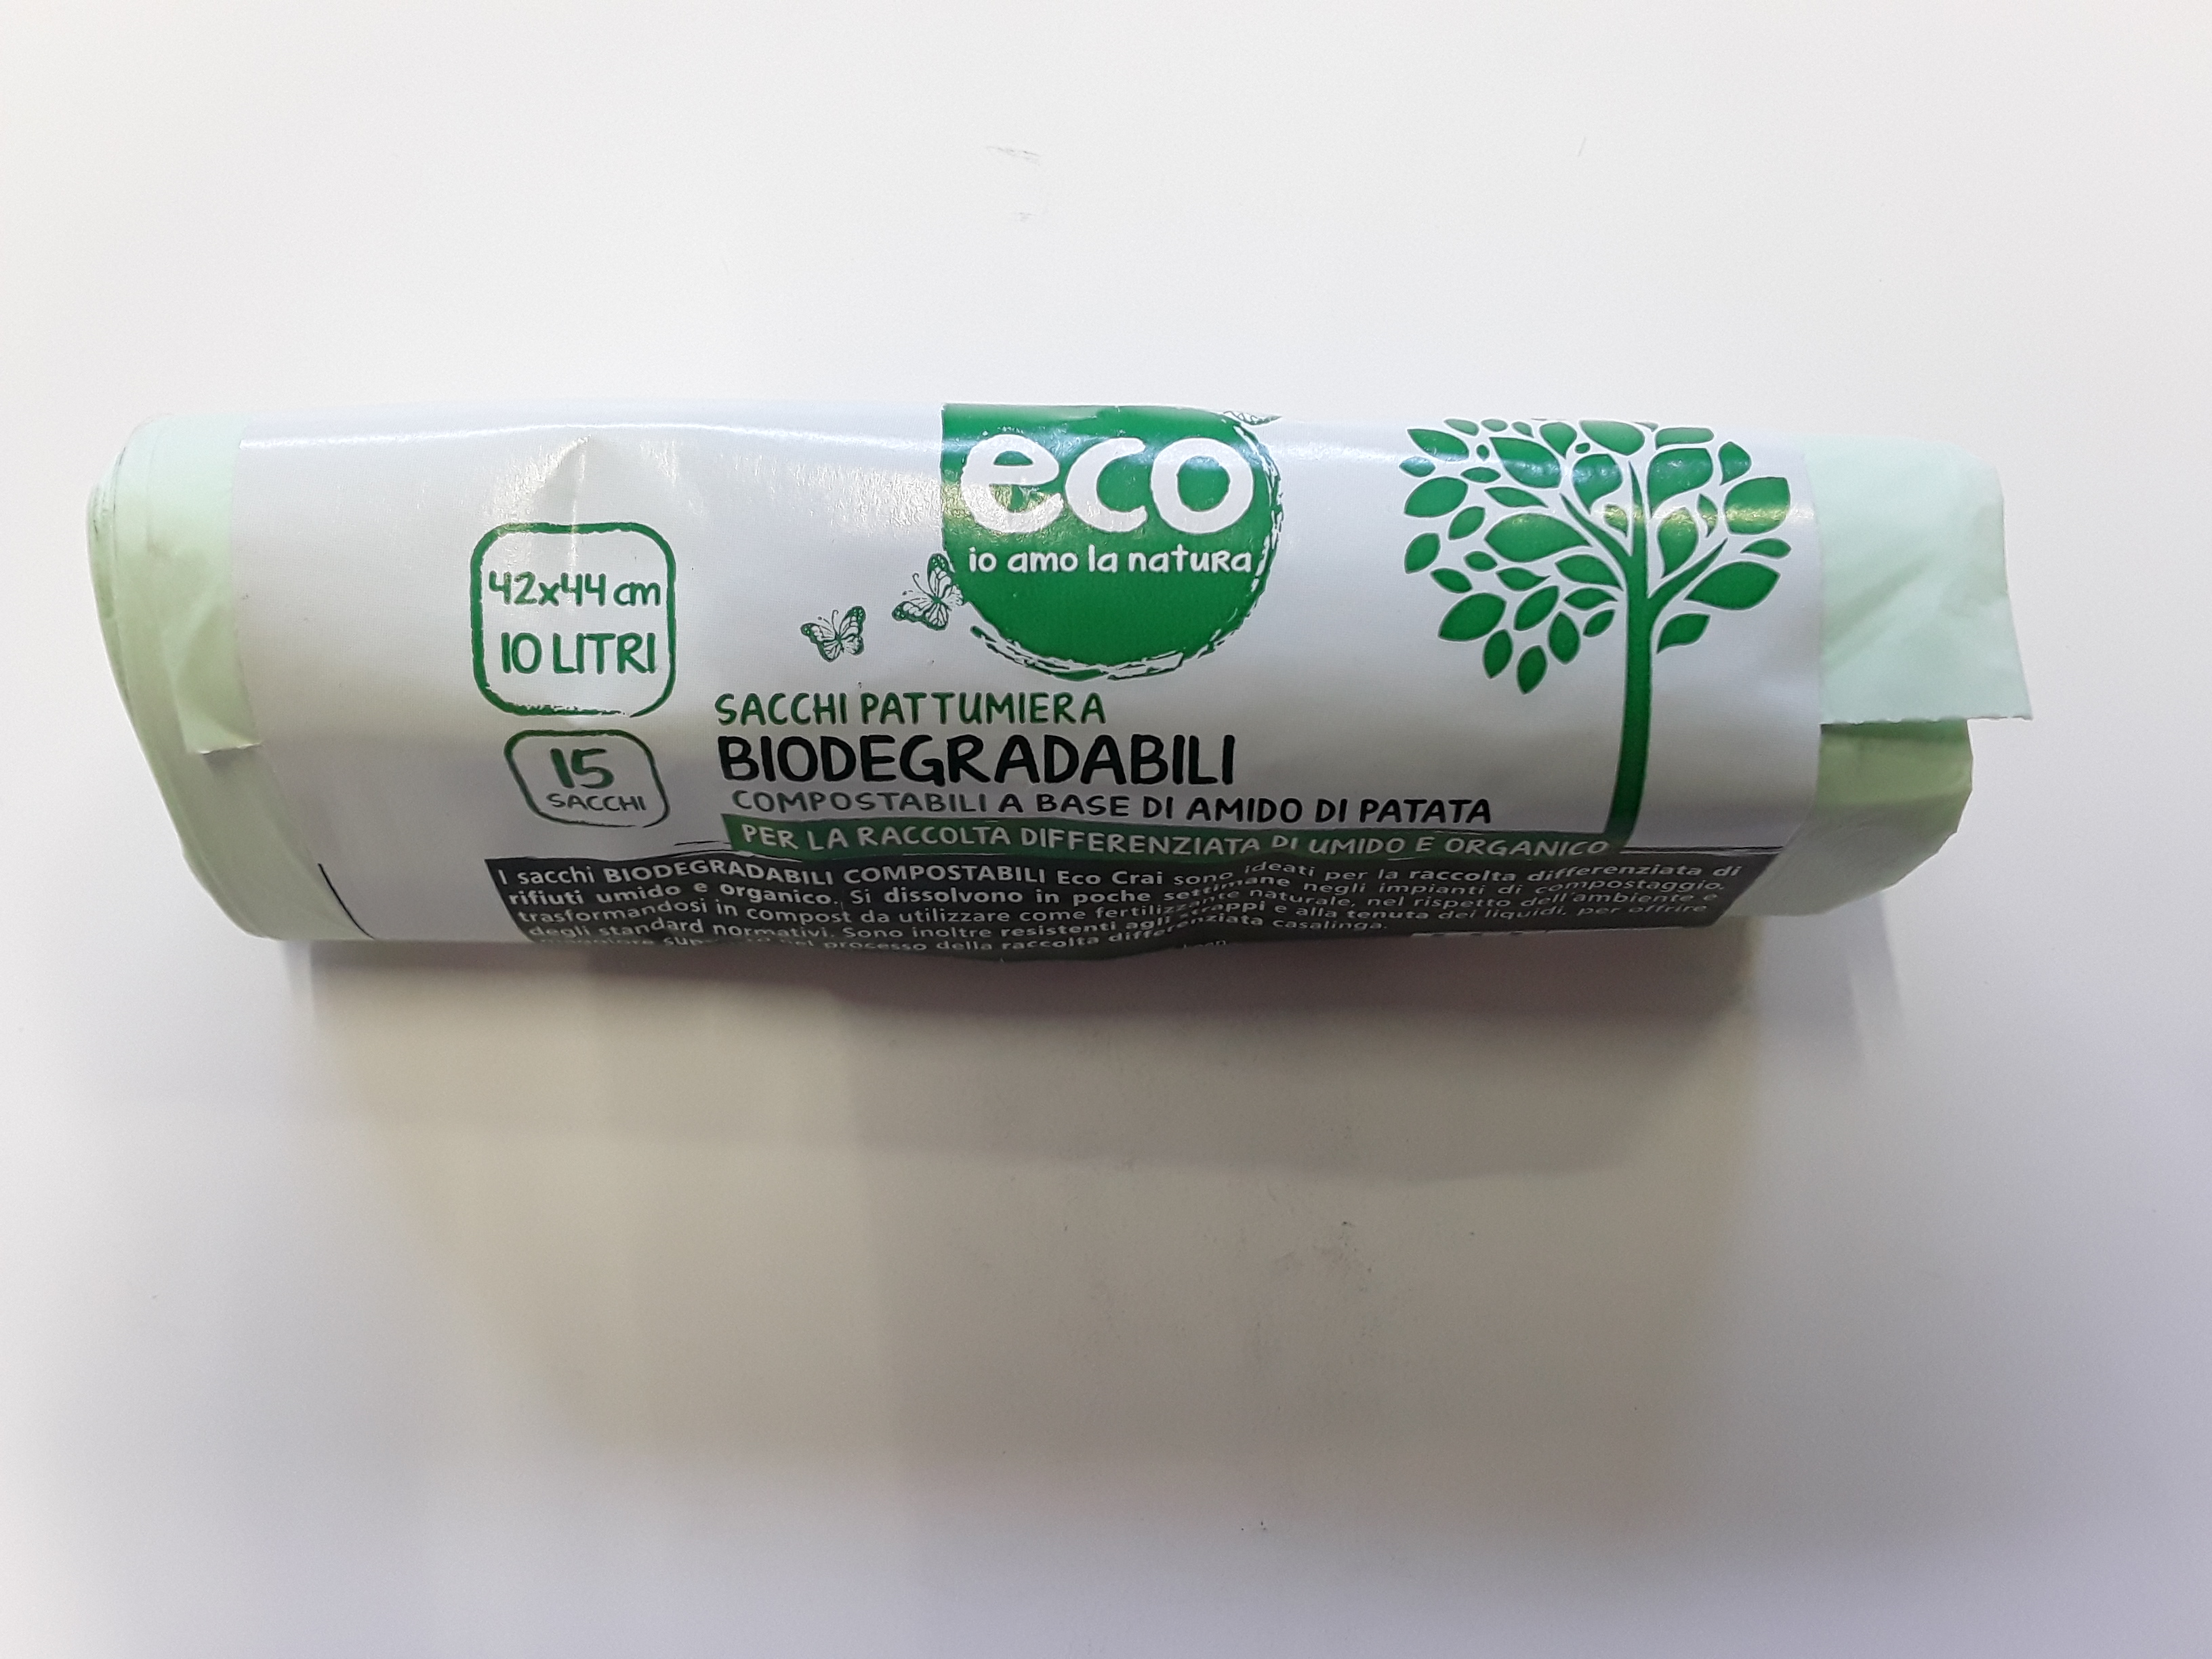 eco
io amo la natura
42x44 cm
10 LITRI
15
SACCHI
SACCHI PATTUMIERA
BIODEGRADABILI
COMPOSTABILI A BASE DI AMIDO DI PATATA
PER LA RACCOLTA DIFFERENZIATA DI UMIDO E ORGANICO
I sacchi BIODEGRADABILI COMPOSTABILI Eco Crai sono ideati per la raccolta differenziata di
rifiuti umido e organico. Si dissolvono in poche settimane negli impianti di compostaggio,
trasformandosi in compost da utilizzare come fertilizzante naturale, nel rispetto dell'ambiente e
degli standard normativi. Sono inoltre resistenti agli strappi e alla tenuta dei liquidi, per offrire
nel processo della raccolta differenziata casalinga.